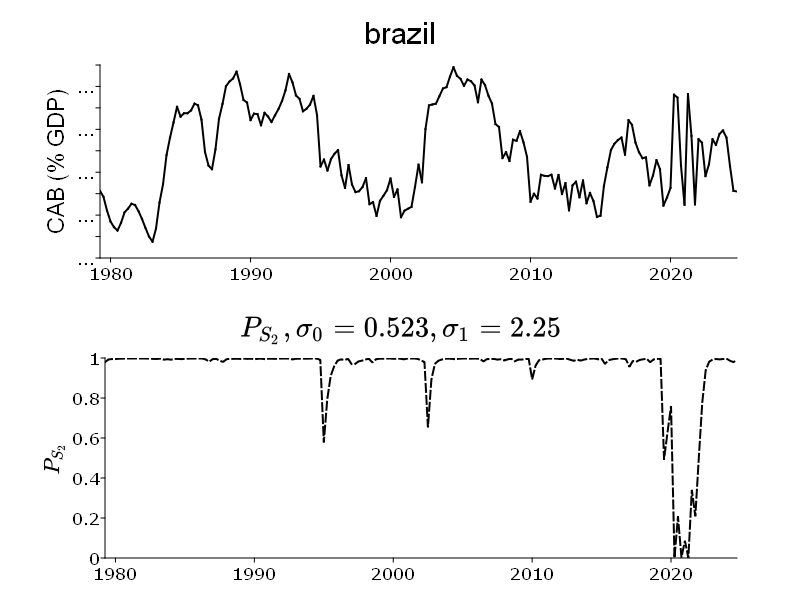 brazil
CAB (% GDP)
...
...
...
...
...
1980 1990 2000 2010 2020
P_{S_2}, σ_0 = 0.523, σ_1 = 2.25
P_{S_2}
1
0.8
0.6
0.4
0.2
0
1980 1990 2000 2010 2020